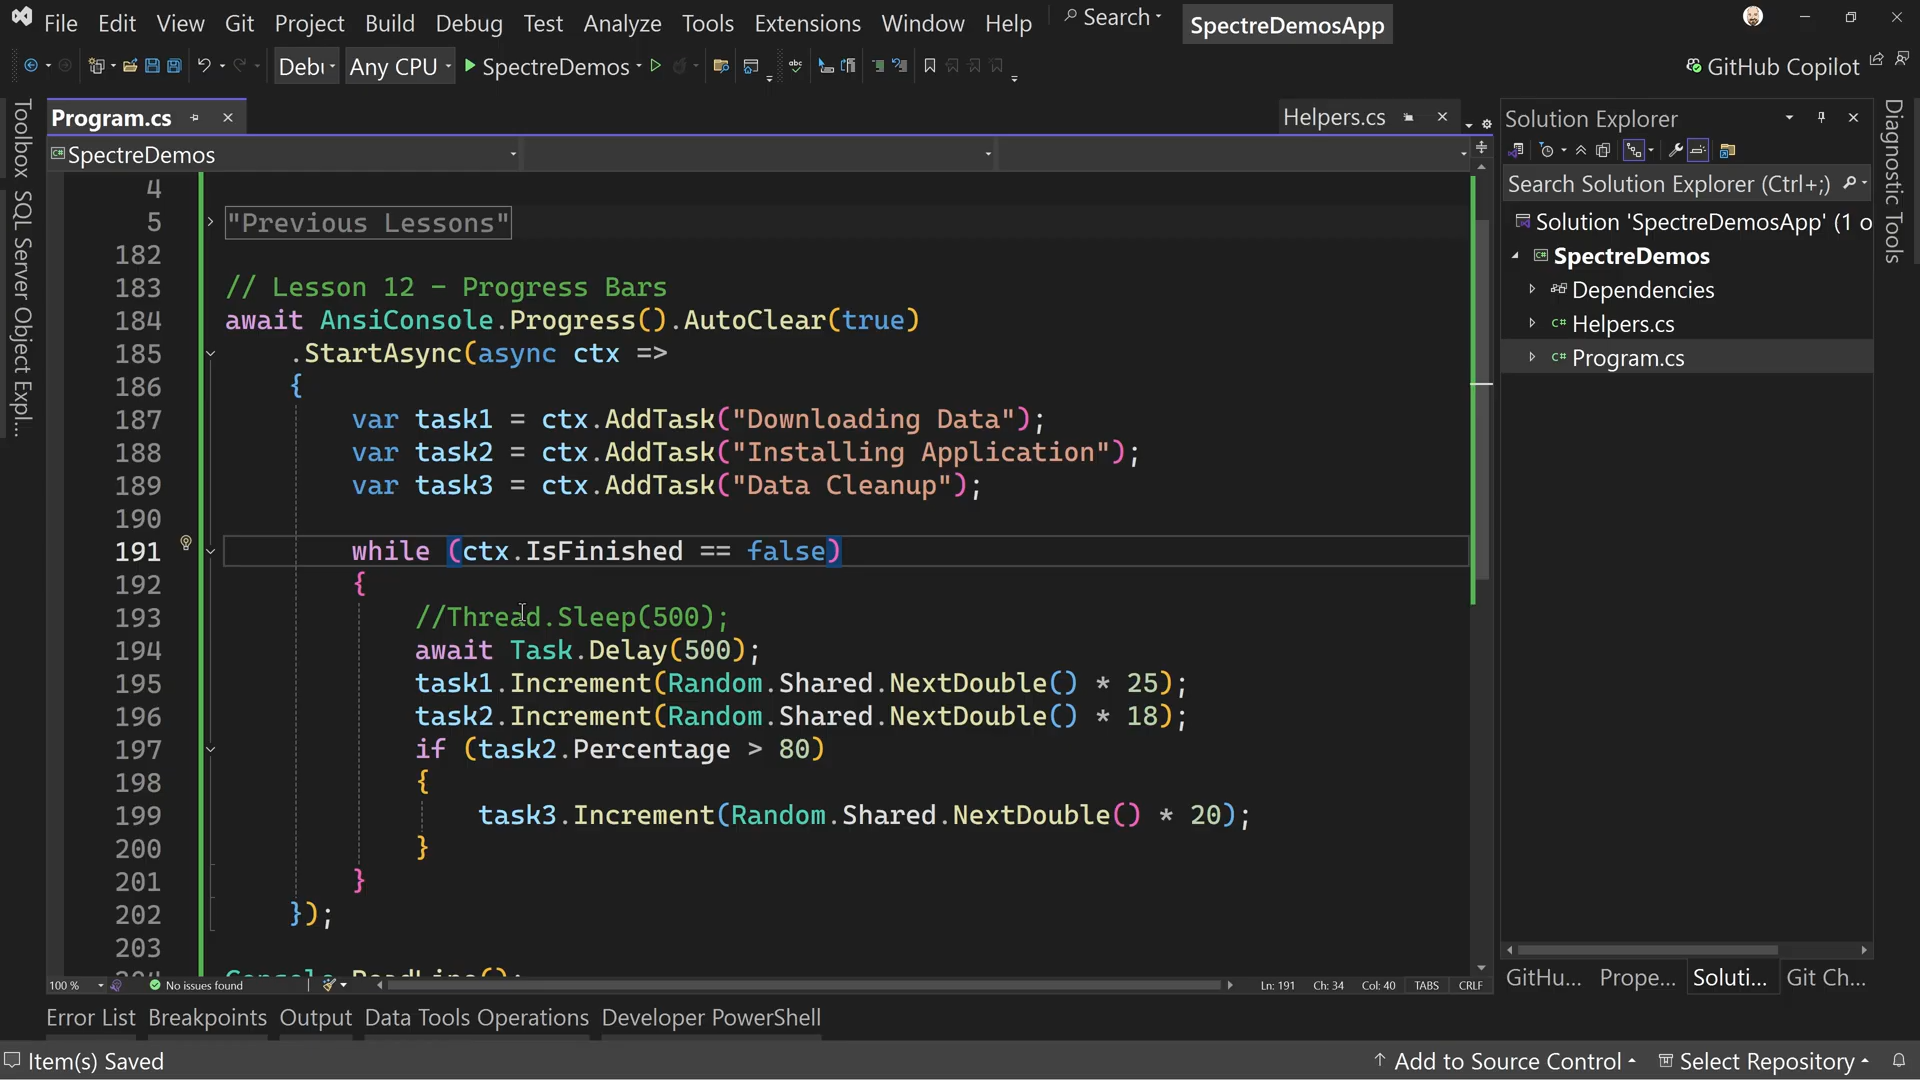 File Edit View Git Project Build Debug Test Analyze Tools Extensions Window Help Search SpectreDemosApp
Any CPU SpectreDemos GitHub Copilot
Toolbox
SQL Server Object Expl...
Program.cs
Helpers.cs
SpectreDemos
4
5 "Previous Lessons"
182
183 // Lesson 12 - Progress Bars
184 await AnsiConsole.Progress().AutoClear(true)
185 .StartAsync(async ctx =>
186 {
187 var task1 = ctx.AddTask("Downloading Data");
188 var task2 = ctx.AddTask("Installing Application");
189 var task3 = ctx.AddTask("Data Cleanup");
190
191 while (ctx.IsFinished == false)
192 {
193 //Thread.Sleep(500);
194 await Task.Delay(500);
195 task1.Increment(Random.Shared.NextDouble() * 25);
196 task2.Increment(Random.Shared.NextDouble() * 18);
197 if (task2.Percentage > 80)
198 {
199 task3.Increment(Random.Shared.NextDouble() * 20);
200 }
201 }
202 });
203
100 % No issues found Ln: 191 Ch: 34 Col: 40 TABS CRLF
Solution Explorer
Search Solution Explorer (Ctrl+;)
Solution 'SpectreDemosApp' (1 o
SpectreDemos
Dependencies
Helpers.cs
Program.cs
GitHu... Prope... Soluti... Git Ch...
Diagnostic Tools
Error List Breakpoints Output Data Tools Operations Developer PowerShell
Item(s) Saved Add to Source Control Select Repository